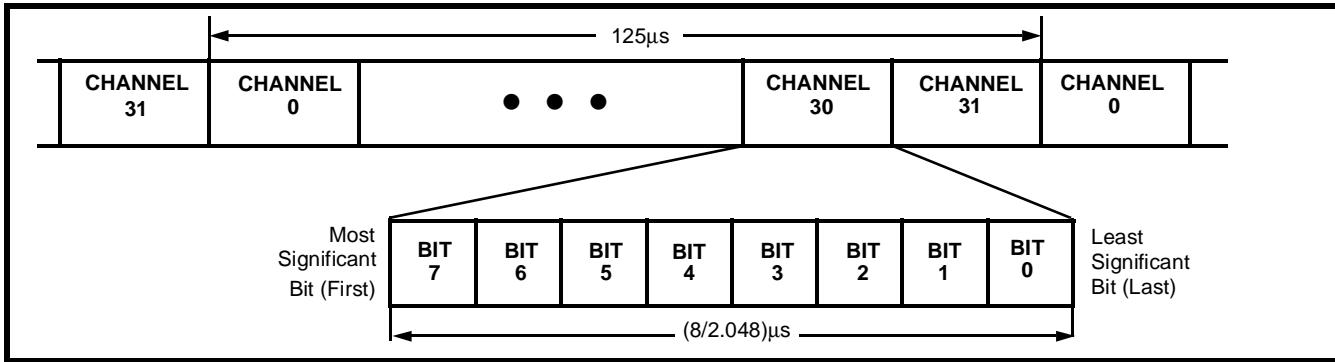 125μs
CHANNEL 31
CHANNEL 0
• • •
CHANNEL 30
CHANNEL 31
CHANNEL 0
Most
Significant
Bit (First)
BIT 7
BIT 6
BIT 5
BIT 4
BIT 3
BIT 2
BIT 1
BIT 0
Least
Significant
Bit (Last)
(8/2.048)μs